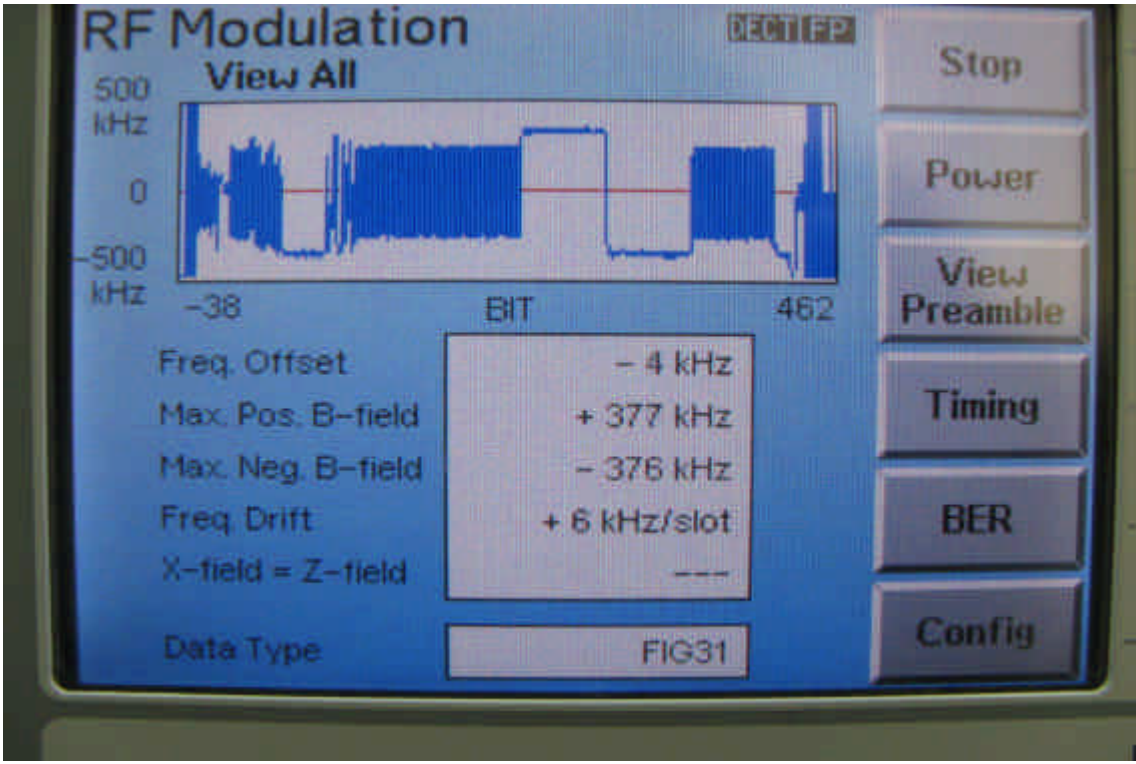 RF Modulation
DECT FP
View All
500
kHz
0
-500
kHz
-38
BIT
462
Freq. Offset
- 4 kHz
Max. Pos. B-field
+ 377 kHz
Max. Neg. B-field
- 376 kHz
Freq. Drift
+ 6 kHz/slot
X-field = Z-field
---
Data Type
FIG31
Stop
Power
View
Preamble
Timing
BER
Config